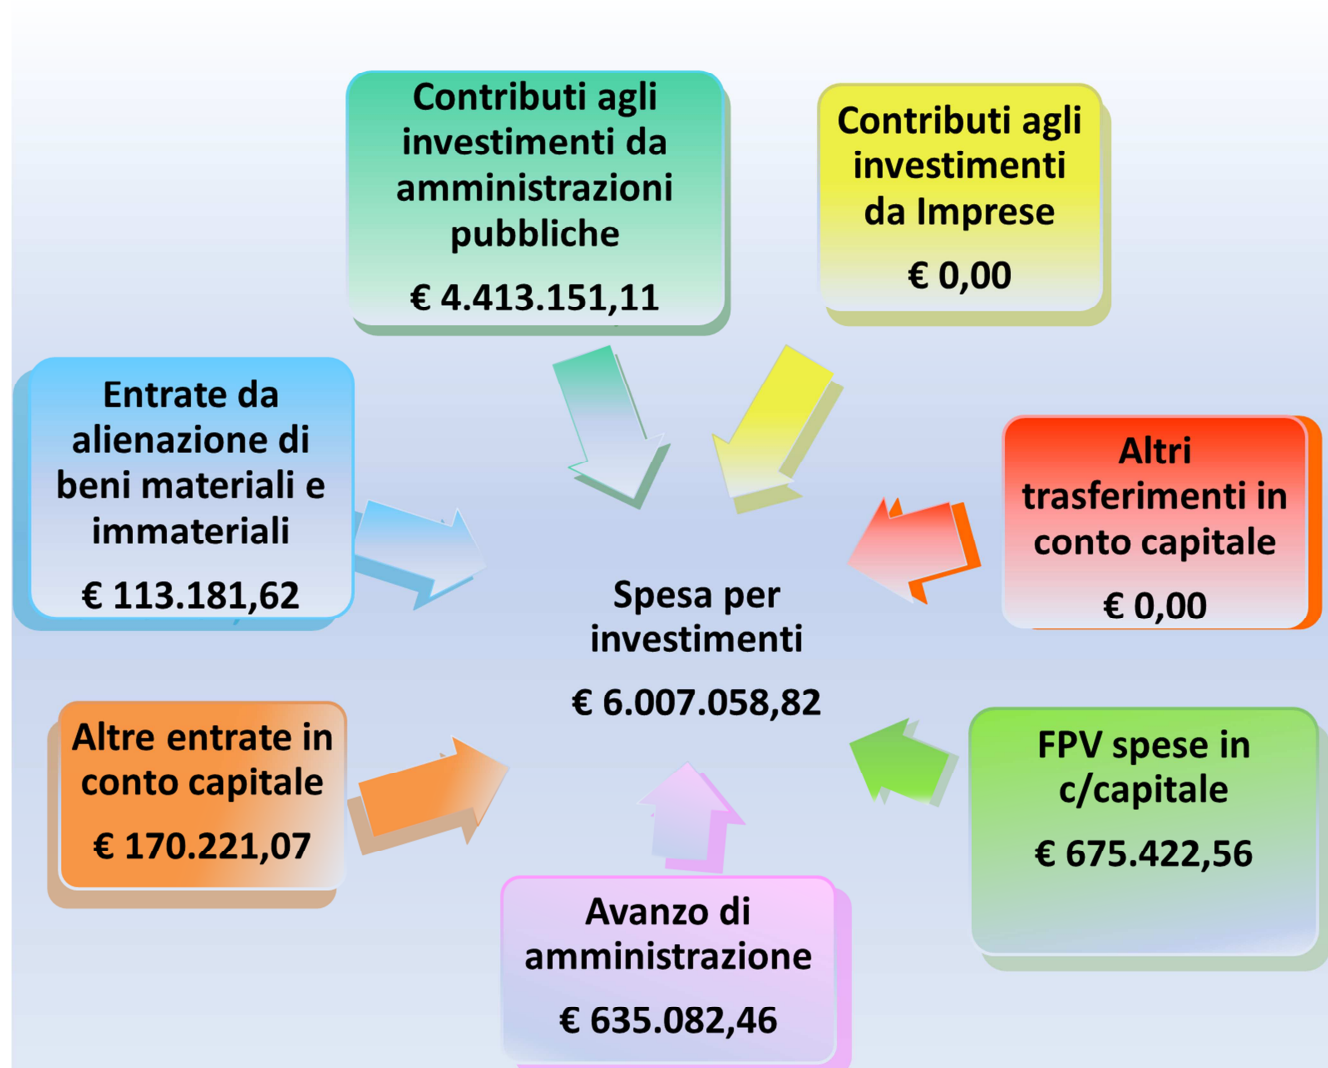 Contributi agli
investimenti da
amministrazioni
pubbliche
€ 4.413.151,11
Contributi agli
investimenti
da Imprese
€ 0,00
Entrate da
alienazione di
beni materiali e
immateriali
€ 113.181,62
Altri
trasferimenti in
conto capitale
€ 0,00
Spesa per
investimenti
€ 6.007.058,82
Altre entrate in
conto capitale
€ 170.221,07
FPV spese in
c/capitale
€ 675.422,56
Avanzo di
amministrazione
€ 635.082,46